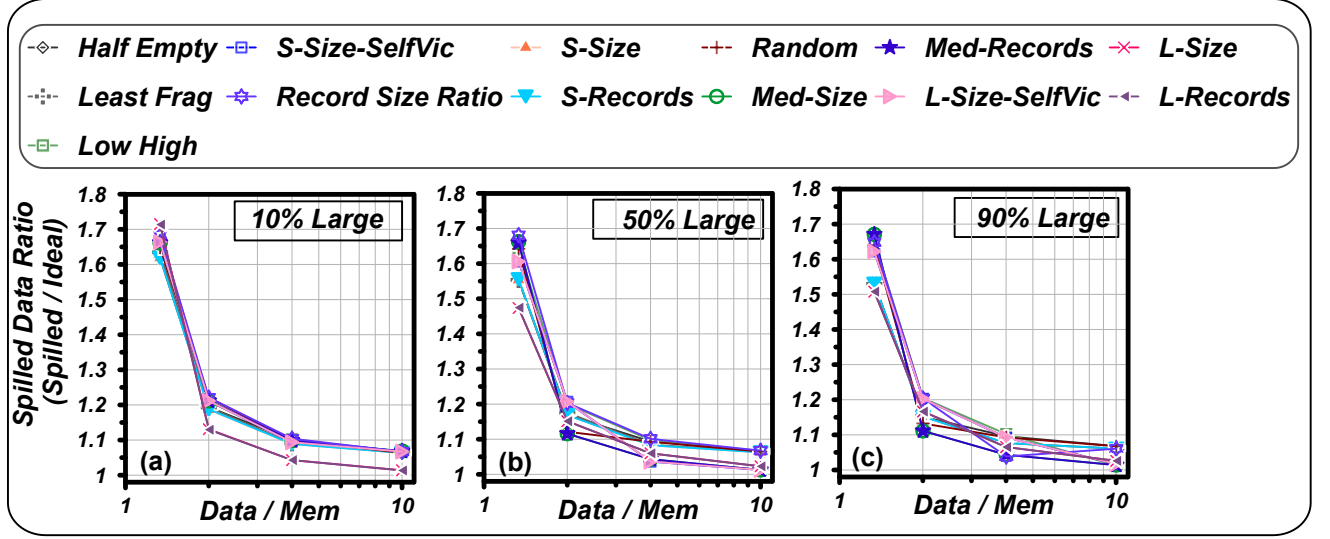 Half Empty S-Size-SelfVic S-Size Random Med-Records L-Size
Least Frag Record Size Ratio S-Records Med-Size L-Size-SelfVic L-Records
Low High
Spilled Data Ratio
(Spilled / Ideal)
1.8
1.7
1.6
1.5
1.4
1.3
1.2
1.1
1
10% Large
(a)
1 10
Data / Mem
1.8
1.7
1.6
1.5
1.4
1.3
1.2
1.1
1
50% Large
(b)
1 10
Data / Mem
1.8
1.7
1.6
1.5
1.4
1.3
1.2
1.1
1
90% Large
(c)
1 10
Data / Mem